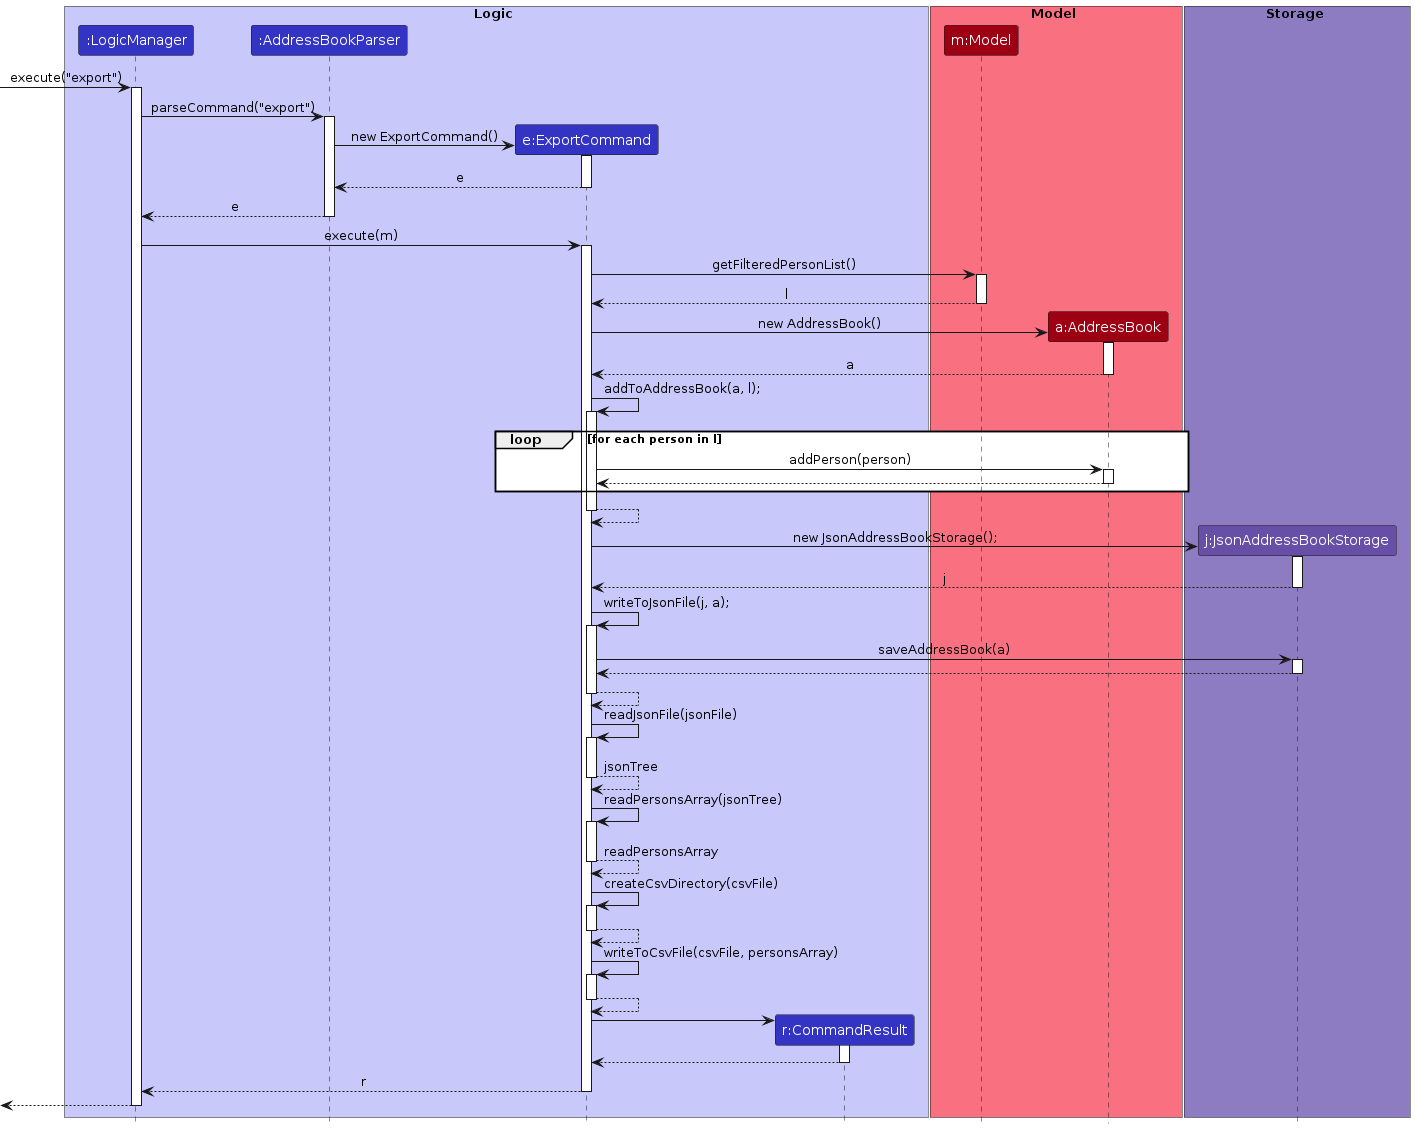 Logic
Model
Storage
:LogicManager
:AddressBookParser
m:Model
execute("export")
parseCommand("export")
new ExportCommand()
e:ExportCommand
e
e
execute(m)
getFilteredPersonList()
l
new AddressBook()
a:AddressBook
a
addToAddressBook(a, l);
loop
[for each person in l]
addPerson(person)
new JsonAddressBookStorage();
j:JsonAddressBookStorage
j
writeToJsonFile(j, a);
saveAddressBook(a)
readJsonFile(jsonFile)
jsonTree
readPersonsArray(jsonTree)
readPersonsArray
createCsvDirectory(csvFile)
writeToCsvFile(csvFile, personsArray)
r:CommandResult
r